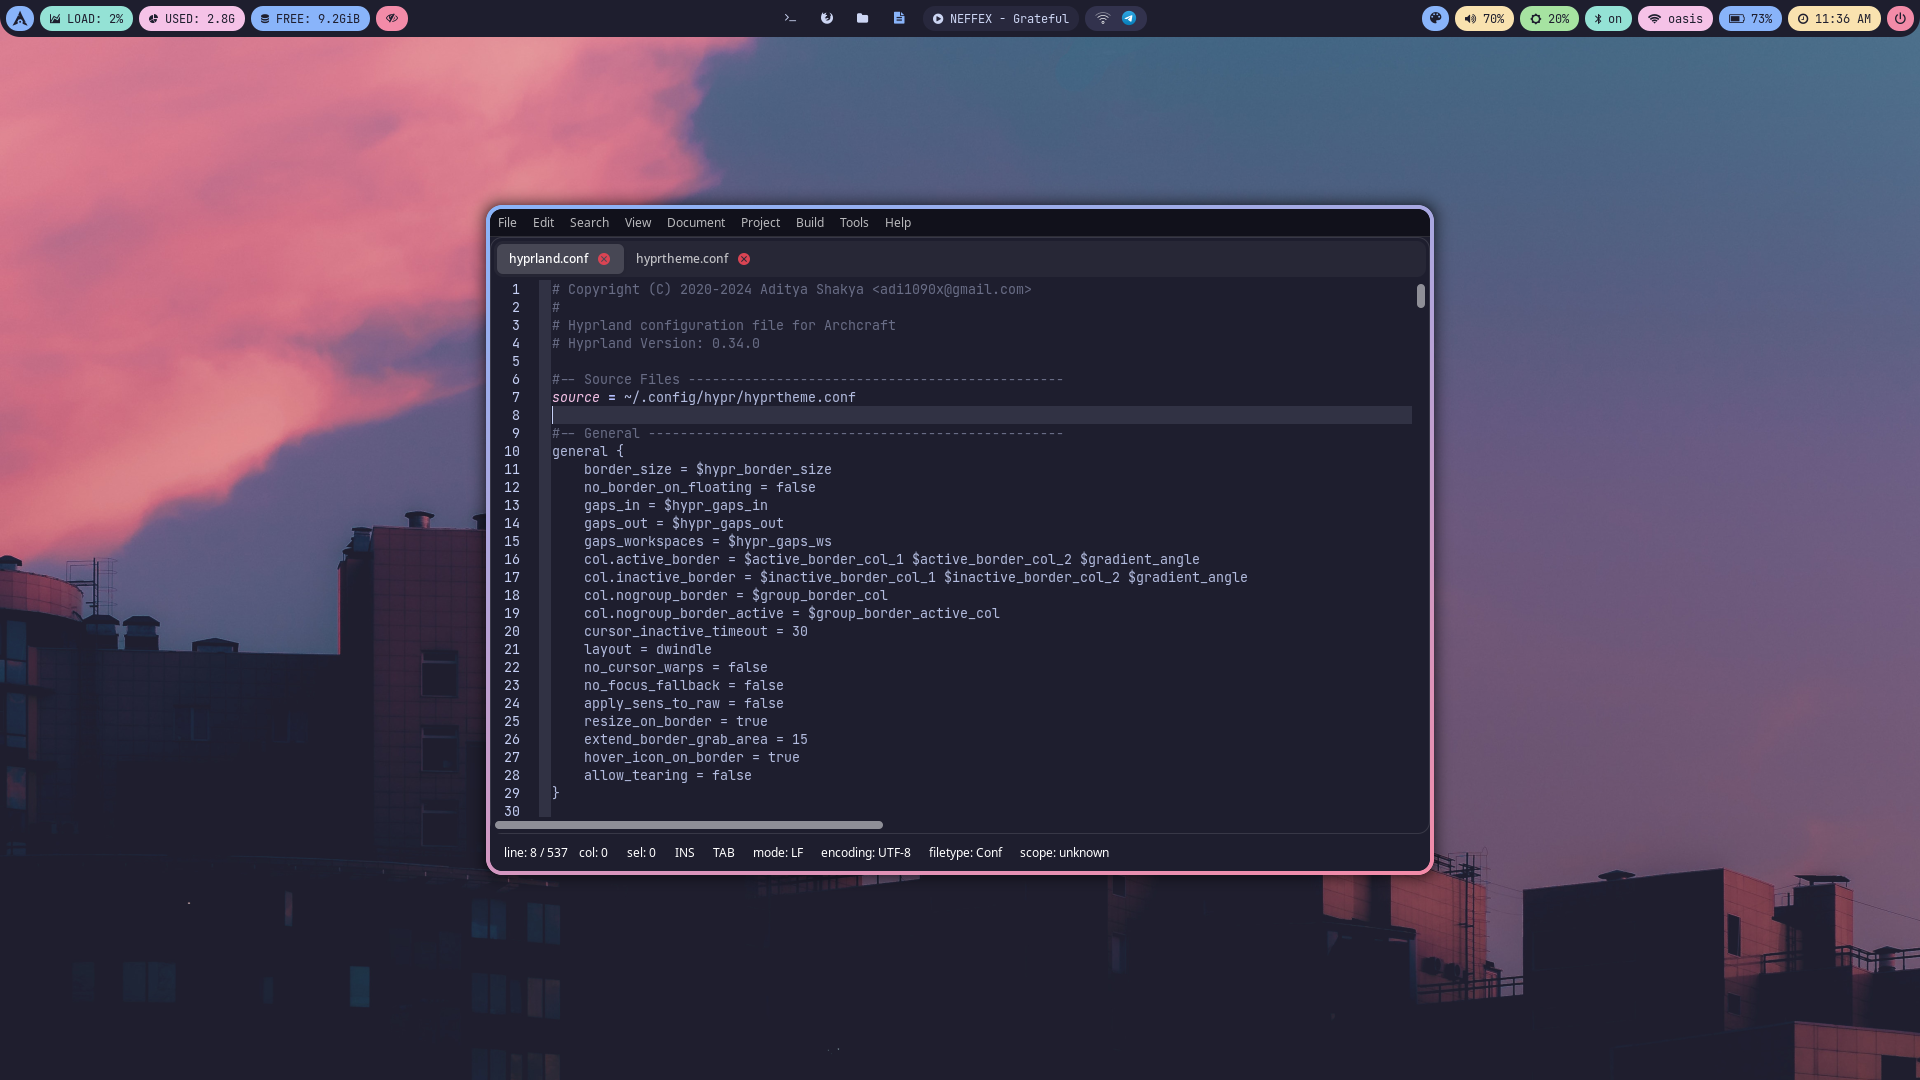 LOAD: 2% USED: 2.8G FREE: 9.2GiB NEFFEX - Grateful 70% 20% on oasis 73% 11:36 AM
File Edit Search View Document Project Build Tools Help
hyprland.conf hyprtheme.conf
1 # Copyright (C) 2020-2024 Aditya Shakya <adi1090x@gmail.com>
2 #
3 # Hyprland configuration file for Archcraft
4 # Hyprland Version: 0.34.0
5
6 #-- Source Files -----------------------------------------------
7 source = ~/.config/hypr/hyprtheme.conf
8
9 #-- General ----------------------------------------------------
10 general {
11     border_size = $hypr_border_size
12     no_border_on_floating = false
13     gaps_in = $hypr_gaps_in
14     gaps_out = $hypr_gaps_out
15     gaps_workspaces = $hypr_gaps_ws
16     col.active_border = $active_border_col_1 $active_border_col_2 $gradient_angle
17     col.inactive_border = $inactive_border_col_1 $inactive_border_col_2 $gradient_angle
18     col.nogroup_border = $group_border_col
19     col.nogroup_border_active = $group_border_active_col
20     cursor_inactive_timeout = 30
21     layout = dwindle
22     no_cursor_warps = false
23     no_focus_fallback = false
24     apply_sens_to_raw = false
25     resize_on_border = true
26     extend_border_grab_area = 15
27     hover_icon_on_border = true
28     allow_tearing = false
29 }
30
line: 8 / 537 col: 0 sel: 0 INS TAB mode: LF encoding: UTF-8 filetype: Conf scope: unknown